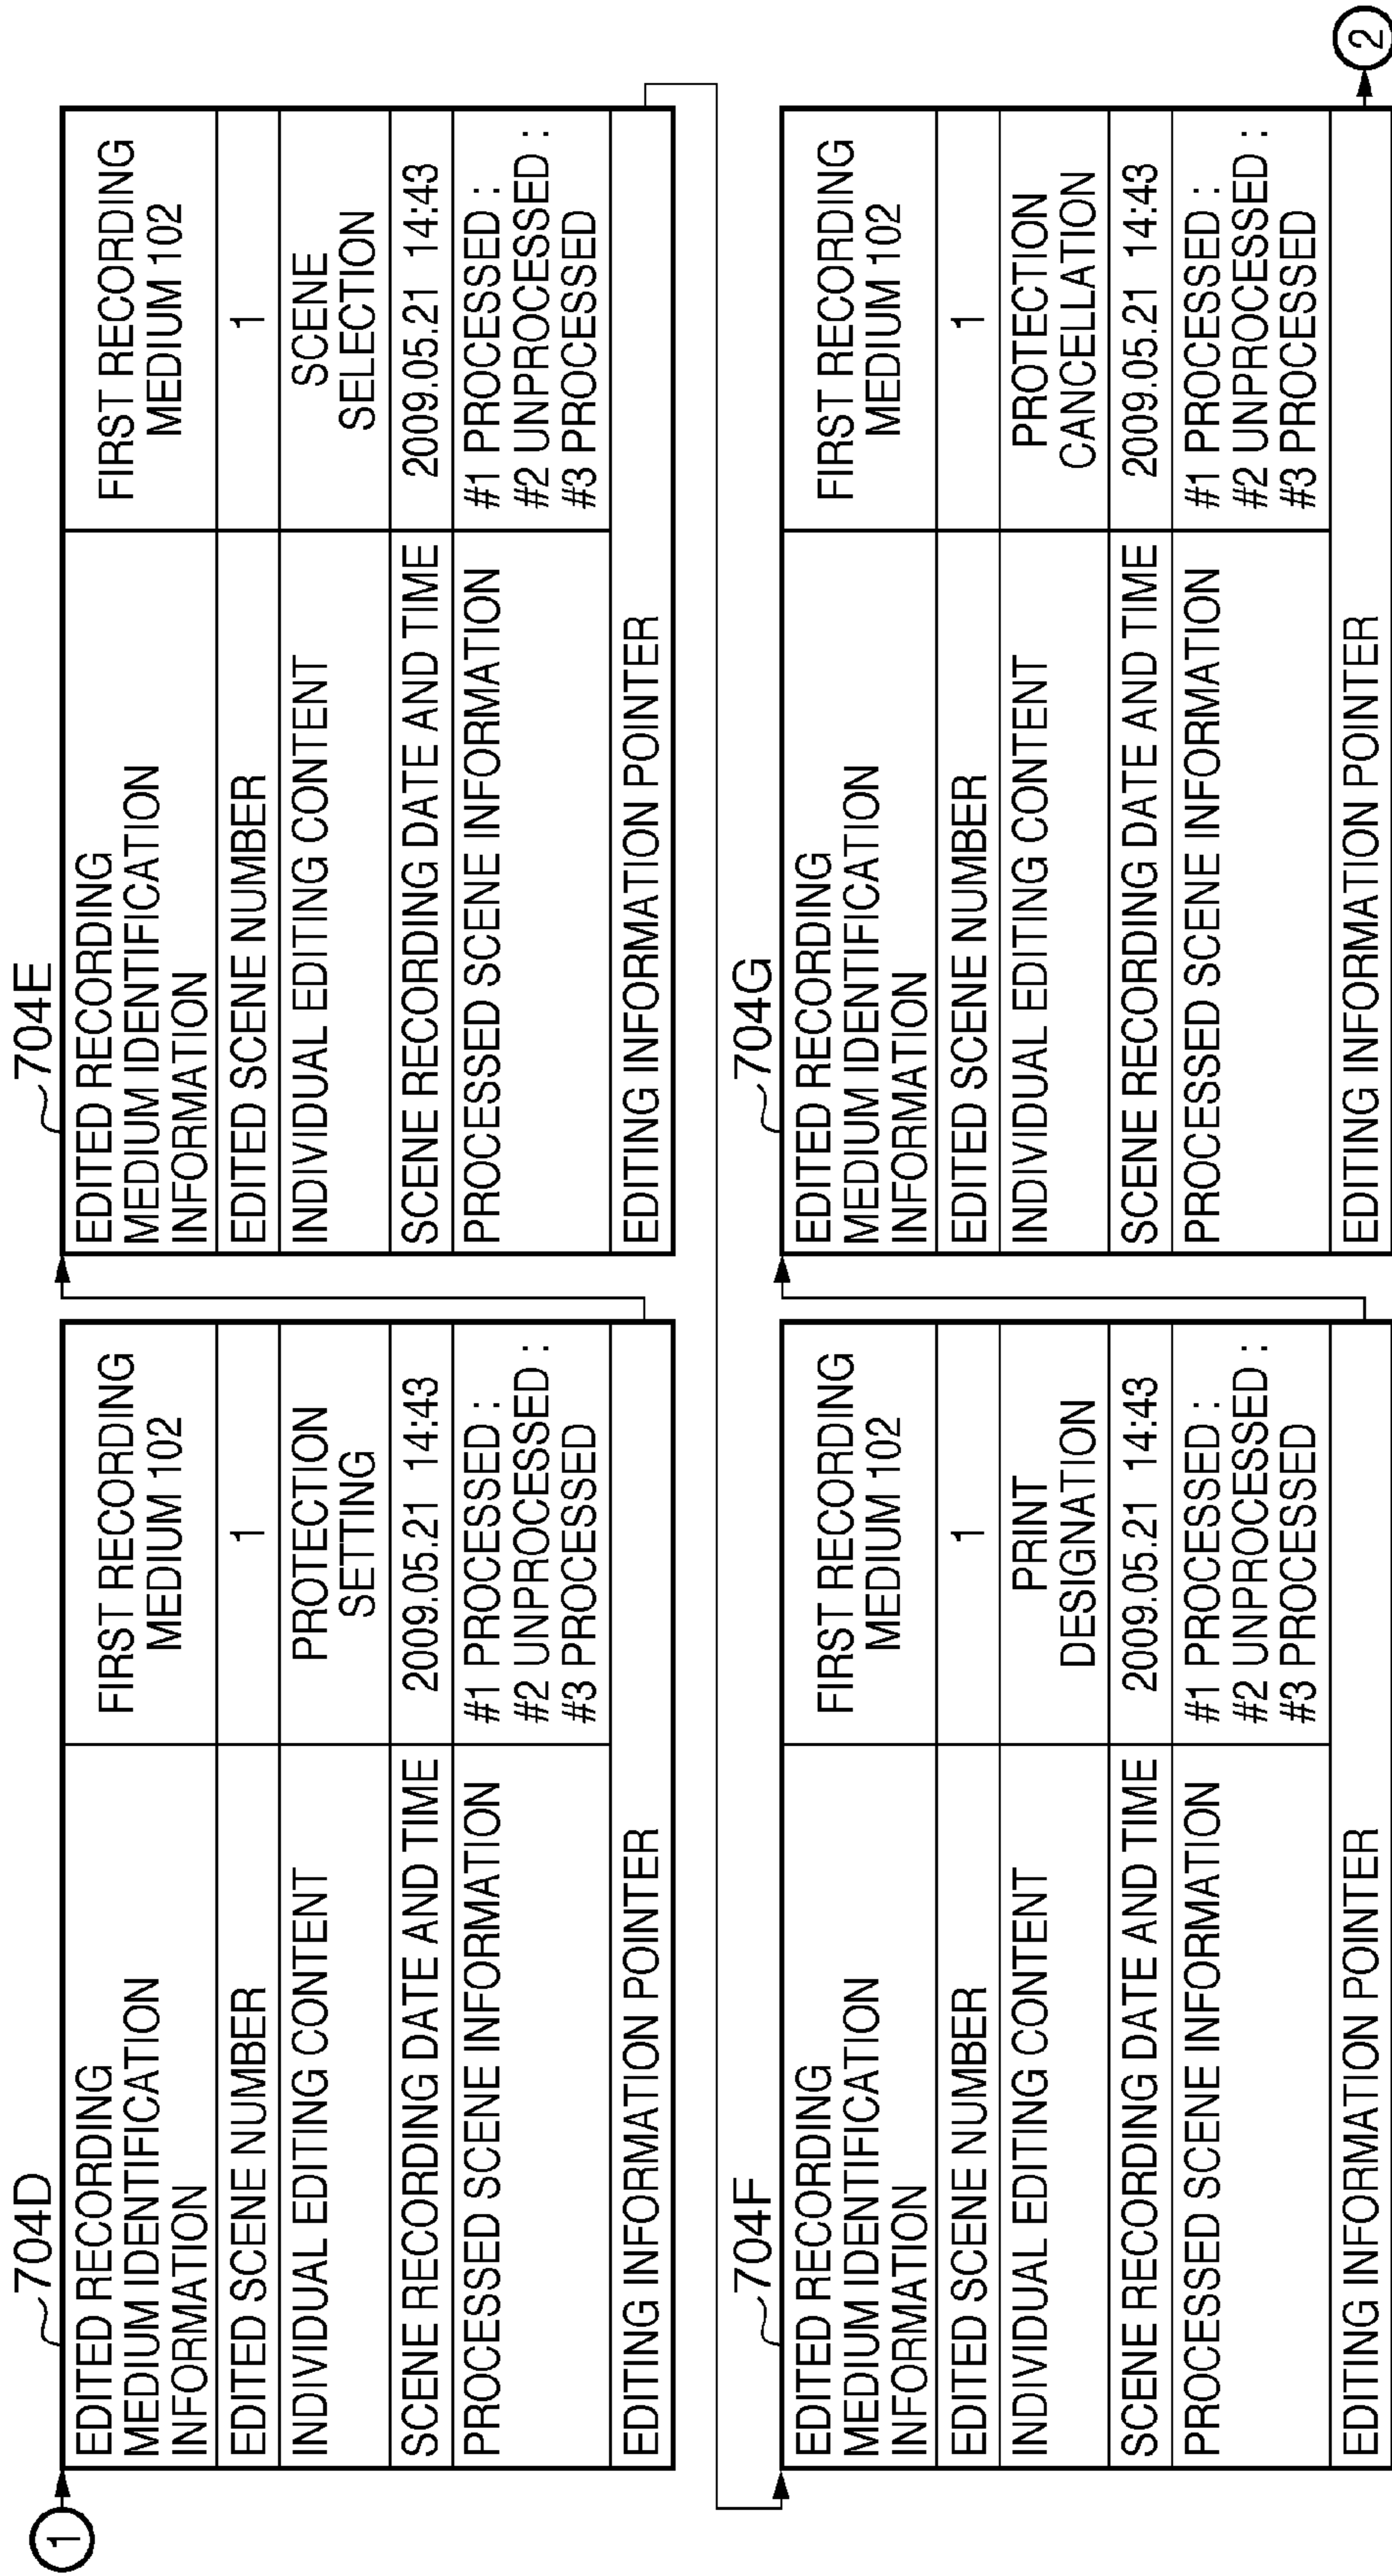 1
704D
EDITED RECORDING
MEDIUM IDENTIFICATION
INFORMATION
FIRST RECORDING
MEDIUM 102
EDITED SCENE NUMBER
1
INDIVIDUAL EDITING CONTENT
PROTECTION
SETTING
SCENE RECORDING DATE AND TIME
2009.05.21 14:43
PROCESSED SCENE INFORMATION
#1 PROCESSED :
#2 UNPROCESSED :
#3 PROCESSED
EDITING INFORMATION POINTER
704E
EDITED RECORDING
MEDIUM IDENTIFICATION
INFORMATION
FIRST RECORDING
MEDIUM 102
EDITED SCENE NUMBER
1
INDIVIDUAL EDITING CONTENT
SCENE
SELECTION
SCENE RECORDING DATE AND TIME
2009.05.21 14:43
PROCESSED SCENE INFORMATION
#1 PROCESSED :
#2 UNPROCESSED :
#3 PROCESSED
EDITING INFORMATION POINTER
704F
EDITED RECORDING
MEDIUM IDENTIFICATION
INFORMATION
FIRST RECORDING
MEDIUM 102
EDITED SCENE NUMBER
1
INDIVIDUAL EDITING CONTENT
PRINT
DESIGNATION
SCENE RECORDING DATE AND TIME
2009.05.21 14:43
PROCESSED SCENE INFORMATION
#1 PROCESSED :
#2 UNPROCESSED :
#3 PROCESSED
EDITING INFORMATION POINTER
704G
EDITED RECORDING
MEDIUM IDENTIFICATION
INFORMATION
FIRST RECORDING
MEDIUM 102
EDITED SCENE NUMBER
1
INDIVIDUAL EDITING CONTENT
PROTECTION
CANCELLATION
SCENE RECORDING DATE AND TIME
2009.05.21 14:43
PROCESSED SCENE INFORMATION
#1 PROCESSED :
#2 UNPROCESSED :
#3 PROCESSED
EDITING INFORMATION POINTER
2